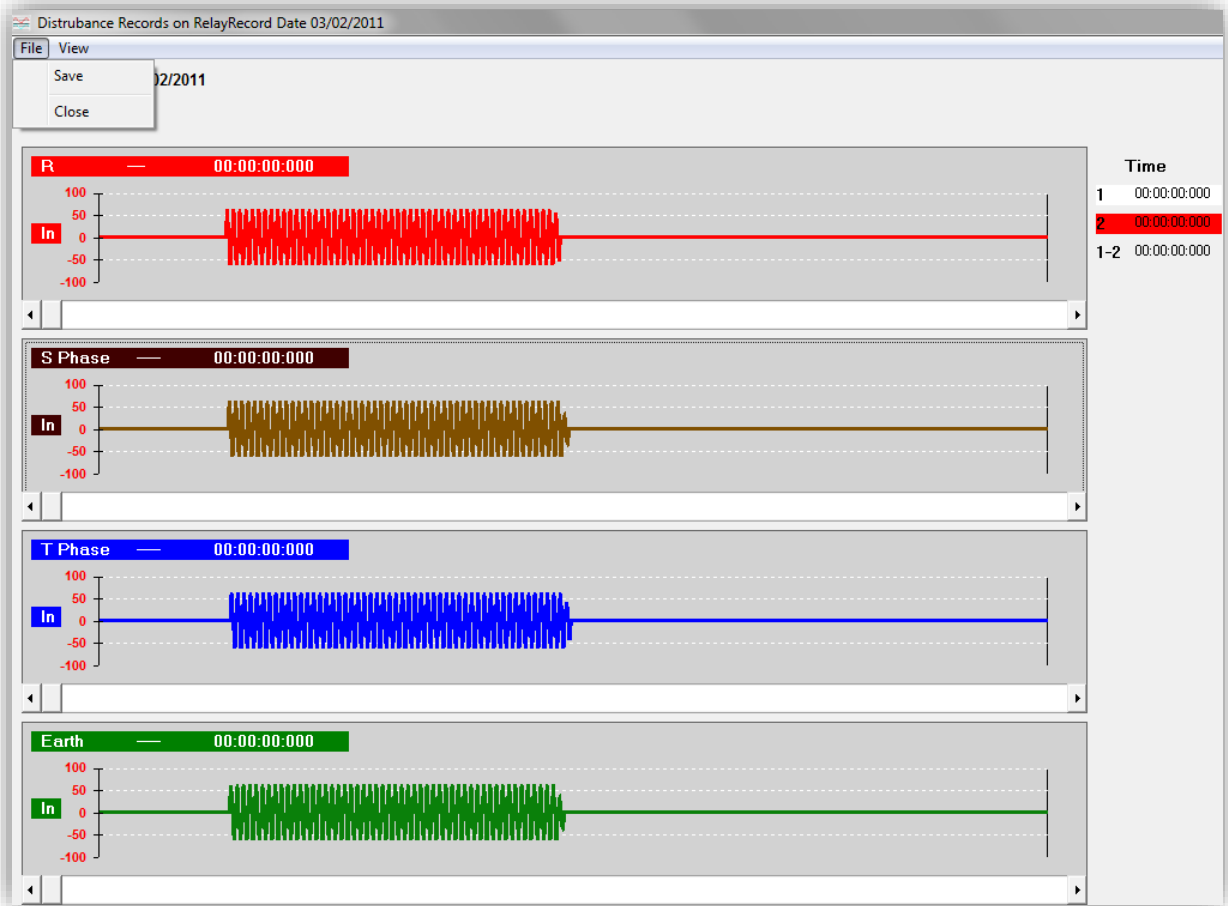 Distrubance Records on RelayRecord Date 03/02/2011
File View
Save
02/2011
Close
R — 00:00:00:000
100
50
In
0
-50
-100
Time
1 00:00:00:000
2 00:00:00:000
1-2 00:00:00:000
S Phase — 00:00:00:000
100
50
In
0
-50
-100
T Phase — 00:00:00:000
100
50
In
0
-50
-100
Earth — 00:00:00:000
100
50
In
0
-50
-100